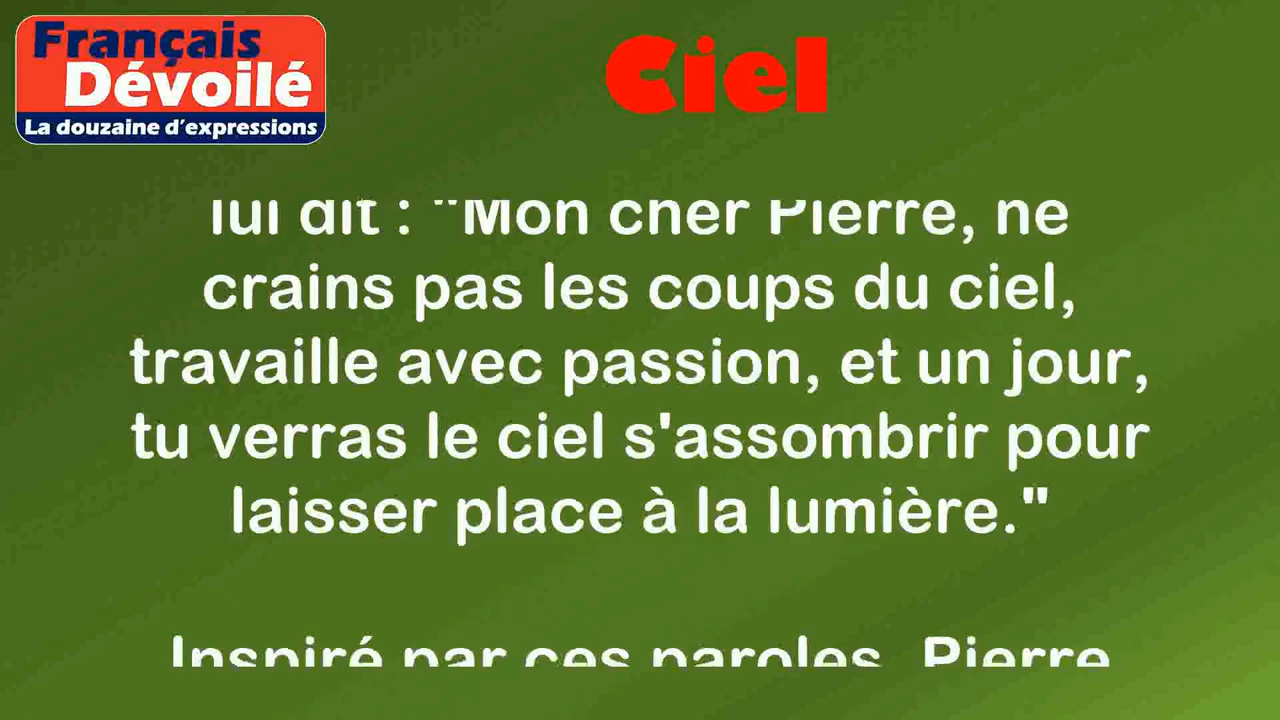 Français
Dévoilé
La douzaine d'expressions
Ciel
lui dit : "Mon cher Pierre, ne
crains pas les coups du ciel,
travaille avec passion, et un jour,
tu verras le ciel s'assombrir pour
laisser place à la lumière."
Inspiré par ces paroles, Pierre